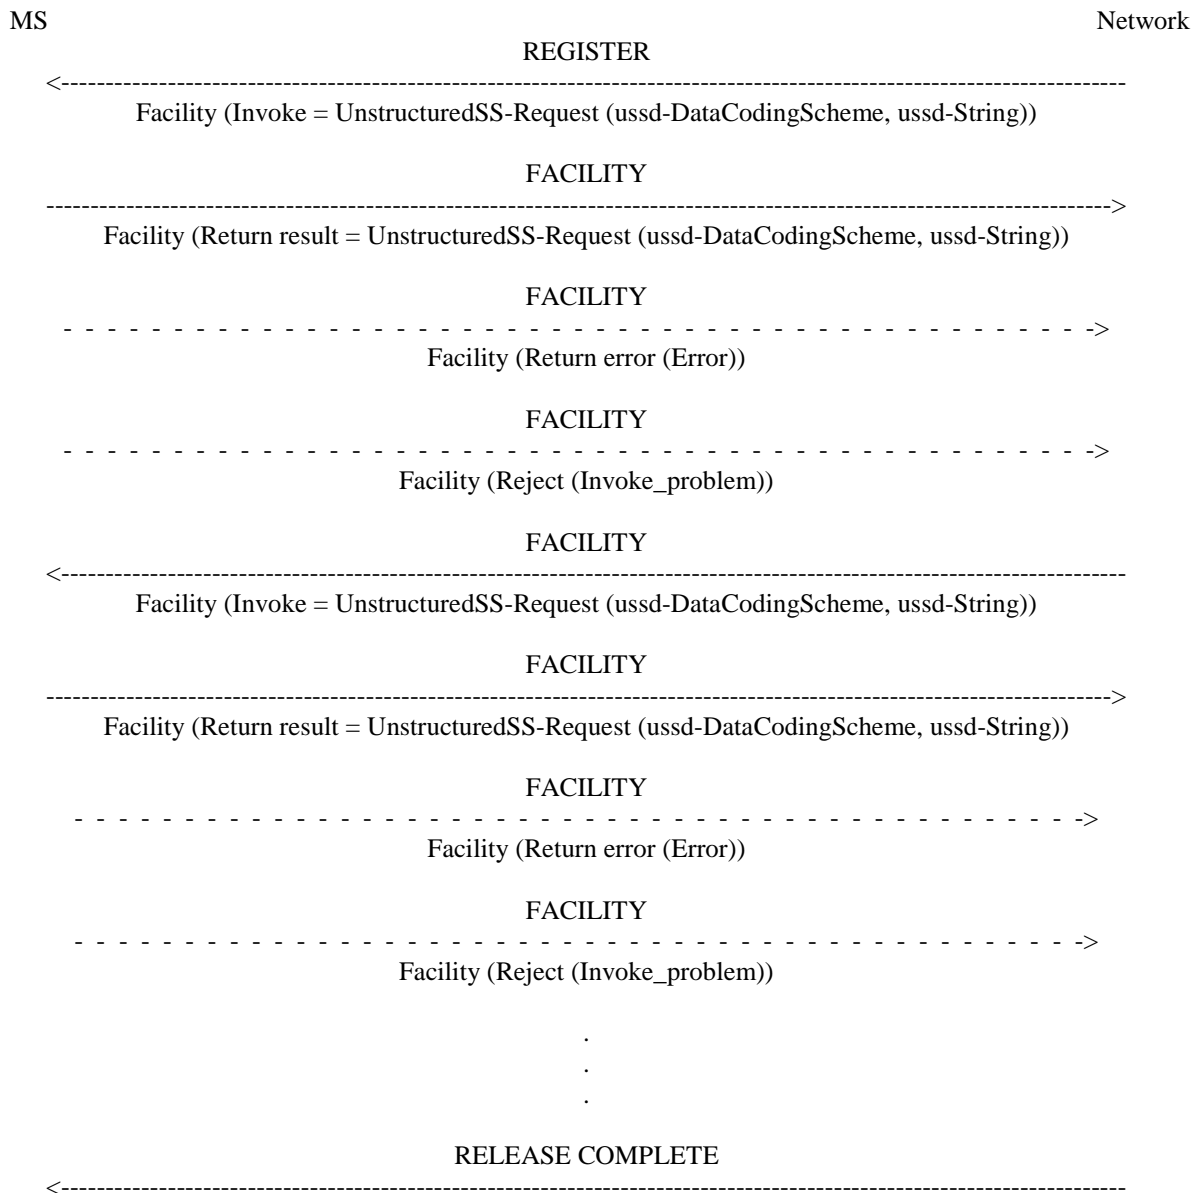 MS Network
REGISTER
<------------------------------------------------------------------------------------------------------------------------
Facility (Invoke = UnstructuredSS-Request (ussd-DataCodingScheme, ussd-String))
FACILITY
------------------------------------------------------------------------------------------------------------------------>
Facility (Return result = UnstructuredSS-Request (ussd-DataCodingScheme, ussd-String))
FACILITY
- - - - - - - - - - - - - - - - - - - - - - - - - - - - - - - - - - - - - - - - - - - - - - - ->
Facility (Return error (Error))
FACILITY
- - - - - - - - - - - - - - - - - - - - - - - - - - - - - - - - - - - - - - - - - - - - - - - ->
Facility (Reject (Invoke_problem))
FACILITY
<------------------------------------------------------------------------------------------------------------------------
Facility (Invoke = UnstructuredSS-Request (ussd-DataCodingScheme, ussd-String))
FACILITY
------------------------------------------------------------------------------------------------------------------------>
Facility (Return result = UnstructuredSS-Request (ussd-DataCodingScheme, ussd-String))
FACILITY
- - - - - - - - - - - - - - - - - - - - - - - - - - - - - - - - - - - - - - - - - - - - - - ->
Facility (Return error (Error))
FACILITY
- - - - - - - - - - - - - - - - - - - - - - - - - - - - - - - - - - - - - - - - - - - - - - ->
Facility (Reject (Invoke_problem))
.
.
.
RELEASE COMPLETE
<------------------------------------------------------------------------------------------------------------------------